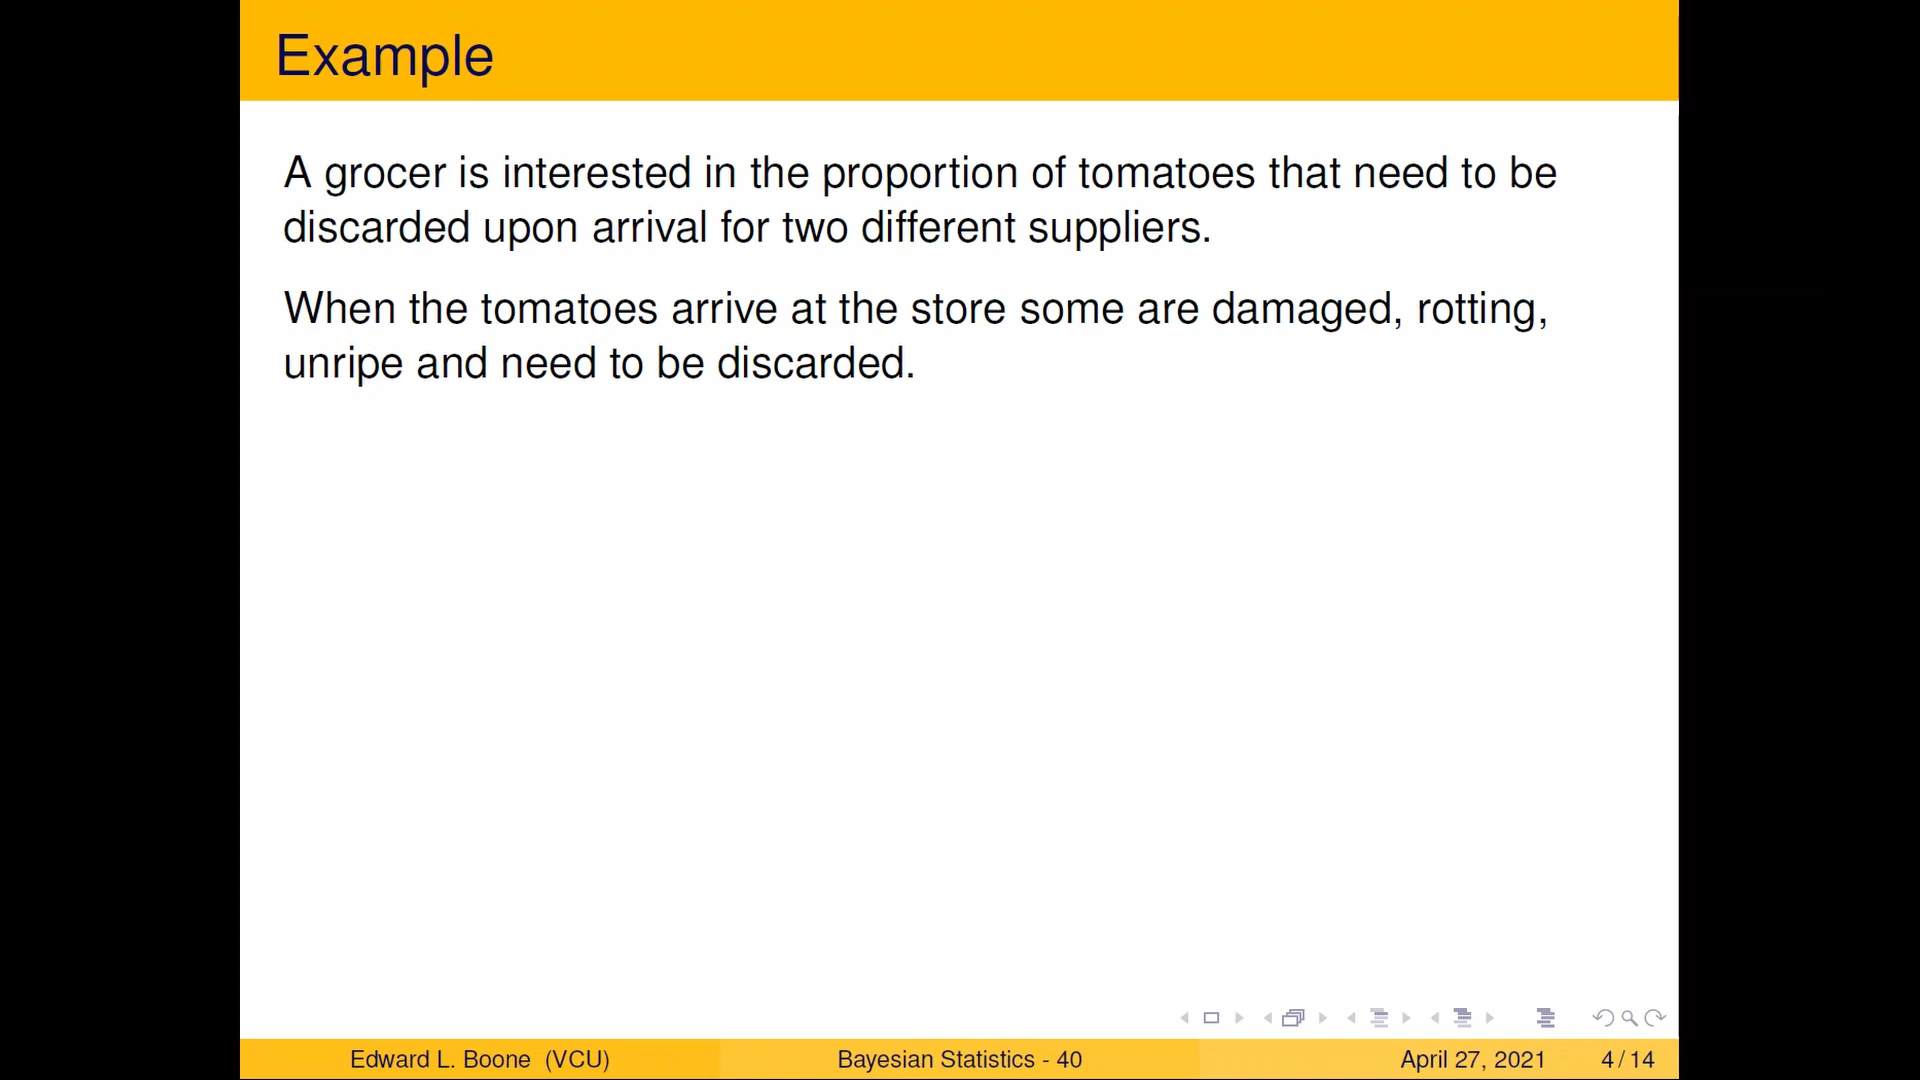 Example
A grocer is interested in the proportion of tomatoes that need to be
discarded upon arrival for two different suppliers.
When the tomatoes arrive at the store some are damaged, rotting,
unripe and need to be discarded.
Edward L. Boone (VCU) Bayesian Statistics - 40 April 27, 2021 4 / 14